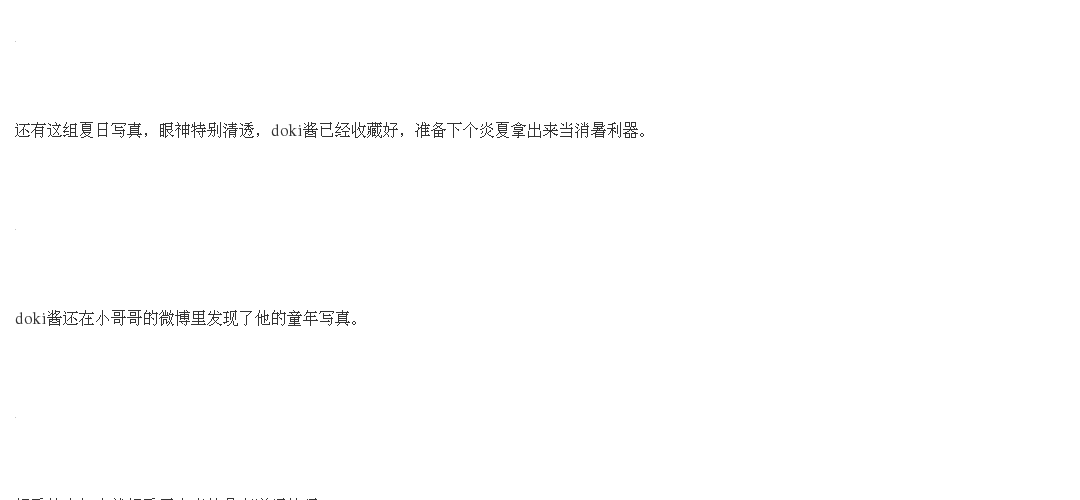 还有这组夏日写真，眼神特别清透，doki酱已经收藏好，准备下个炎夏拿出来当消暑利器。
doki酱还在小哥哥的微博里发现了他的童年写真。